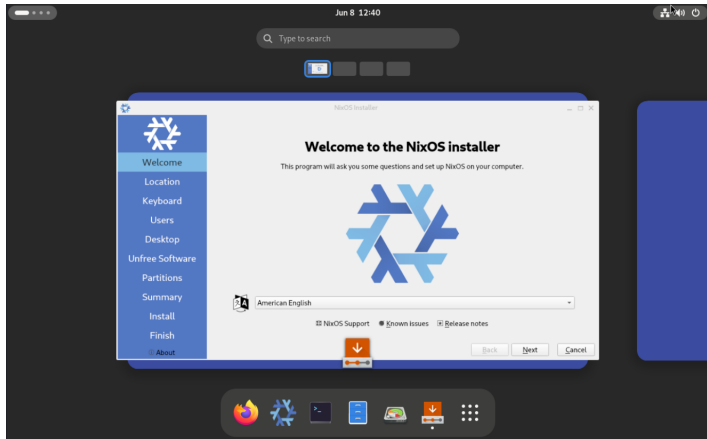 Jun 8 12:40
Type to search
NixOS Installer
Welcome
Location
Keyboard
Users
Desktop
Unfree Software
Partitions
Summary
Install
Finish
About
Welcome to the NixOS installer
This program will ask you some questions and set up NixOS on your computer.
American English
NixOS Support Known issues Release notes
Back Next Cancel